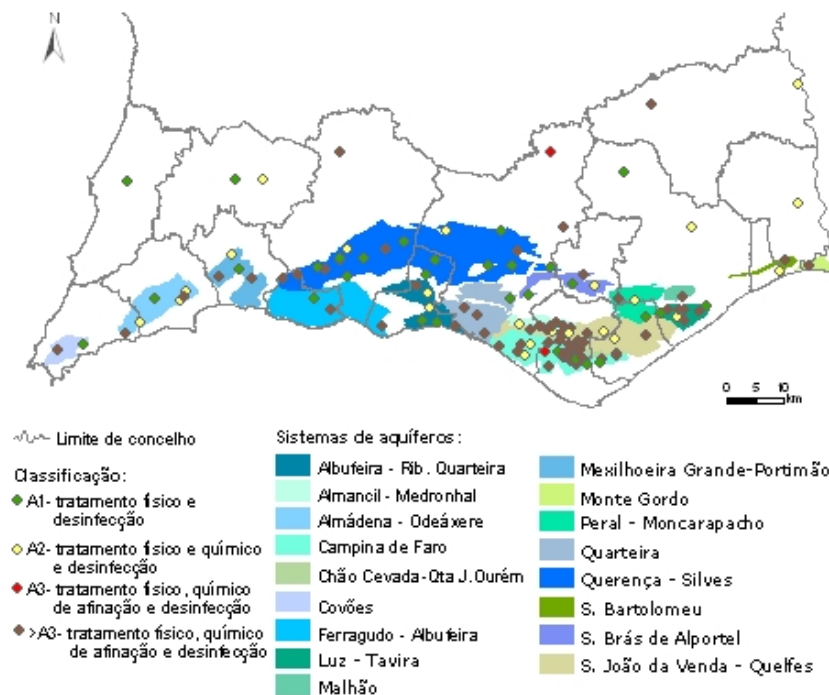 N
0 5 10
km
Limite de concelho
Classificação:
A1- tratamento físico e
desinfecção
A2- tratamento físico e químico
e desinfecção
A3- tratamento físico, químico
de afinação e desinfecção
>A3- tratamento físico, químico
de afinação e desinfecção
Sistemas de aquíferos:
Albufeira - Rib. Quarteira
Almancil - Medronhal
Almádena - Odeáxere
Campina de Faro
Chão Cevada-Qta J.Ourém
Covões
Ferragudo - Albufeira
Luz - Tavira
Malhão
Mexilhoeira Grande-Portimão
Monte Gordo
Peral - Moncarapacho
Quarteira
Querença - Silves
S. Bartolomeu
S. Brás de Alportel
S. João da Venda - Quelfes